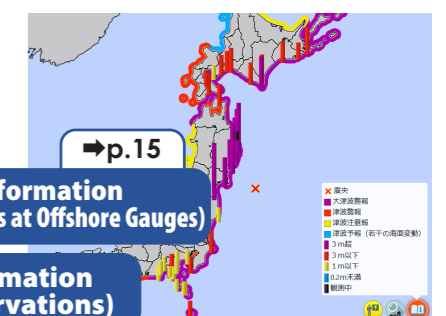 ➡p.15
formation
s at Offshore Gauges)
rmation
rvations)
震央
大津波警報
津波警報
津波注意報
津波予報（若干の海面変動）
3m超
3m以下
1m以下
0.2m未満
観測中